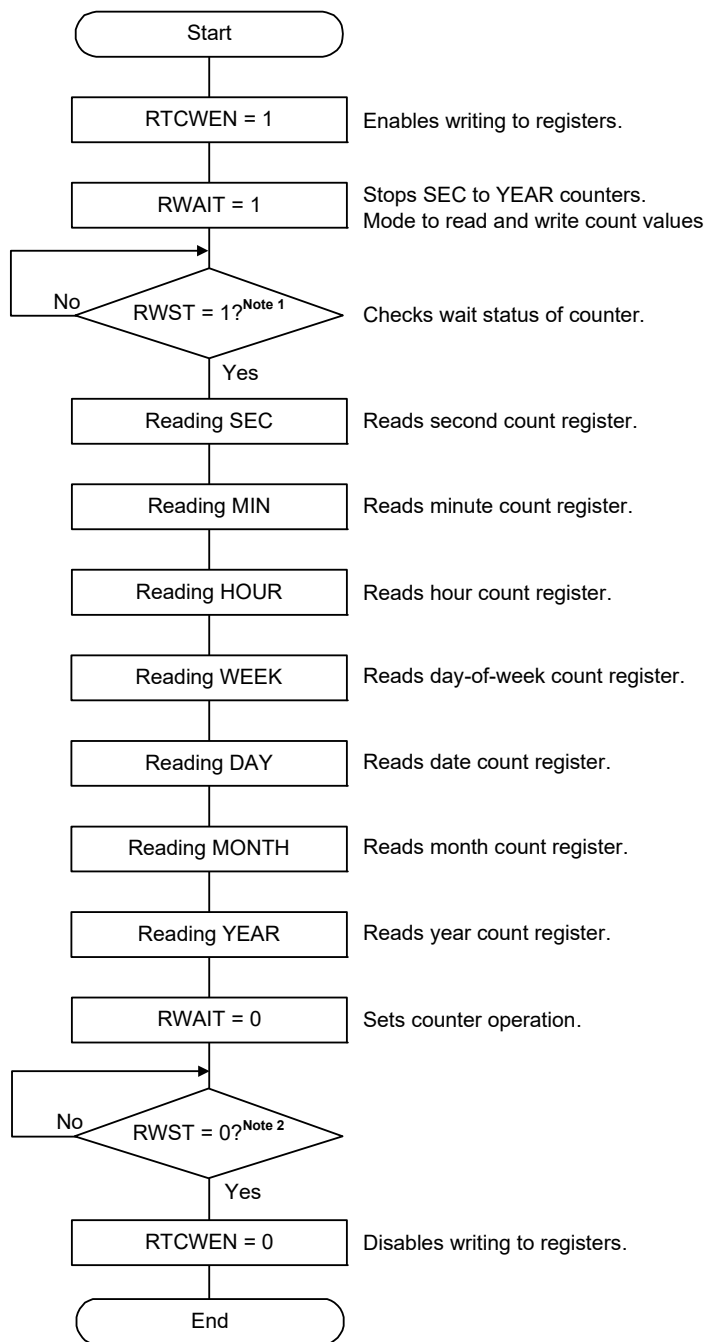 Start
RTCWEN = 1
Enables writing to registers.
RWAIT = 1
Stops SEC to YEAR counters.
Mode to read and write count values
No
RWST = 1?Note 1
Checks wait status of counter.
Yes
Reading SEC
Reads second count register.
Reading MIN
Reads minute count register.
Reading HOUR
Reads hour count register.
Reading WEEK
Reads day-of-week count register.
Reading DAY
Reads date count register.
Reading MONTH
Reads month count register.
Reading YEAR
Reads year count register.
RWAIT = 0
Sets counter operation.
No
RWST = 0?Note 2
Yes
RTCWEN = 0
Disables writing to registers.
End